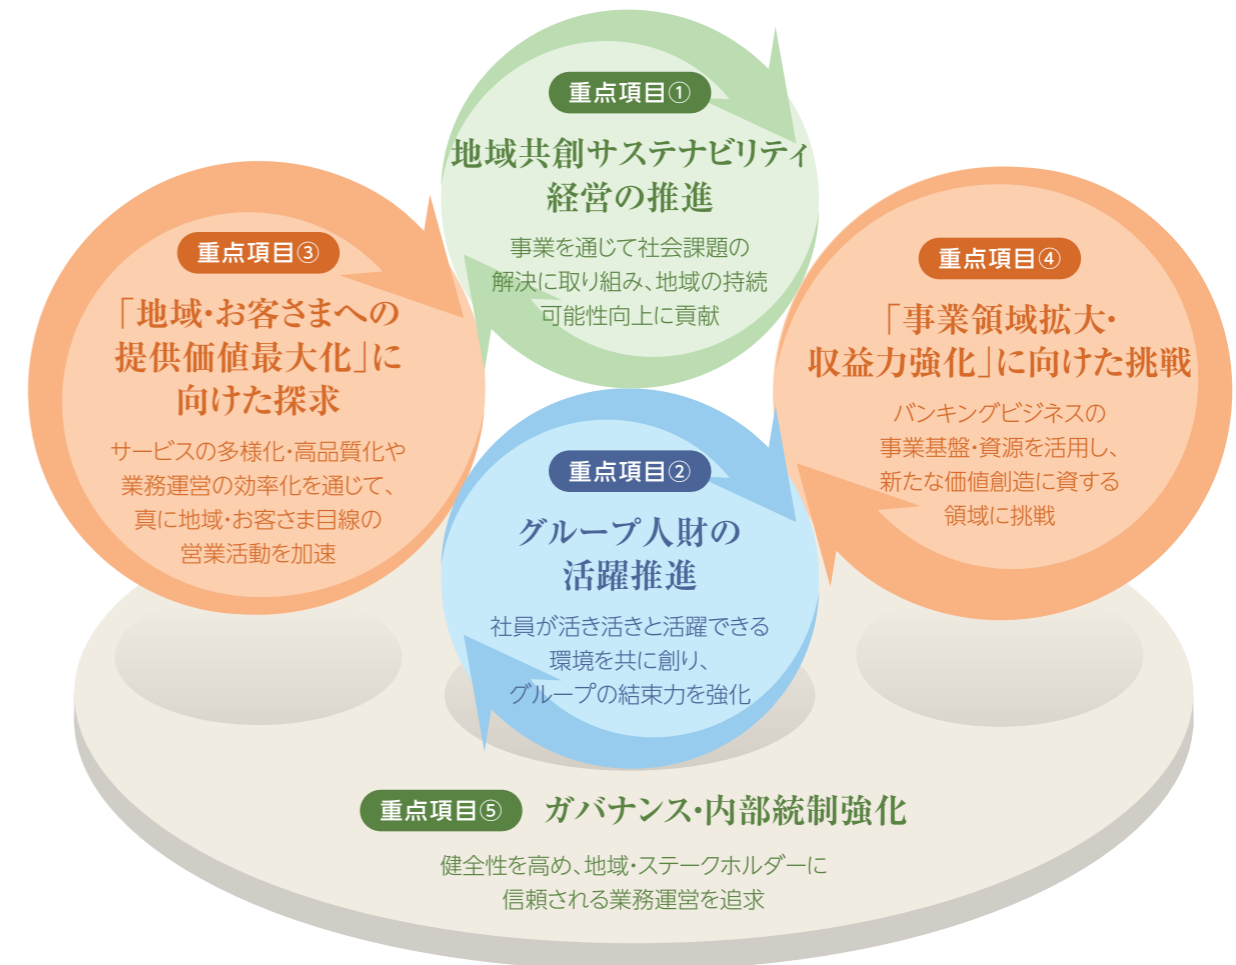 重点項目①
地域共創サステナビリティ
経営の推進
事業を通じて社会課題の
解決に取り組み、地域の持続
可能性向上に貢献
重点項目②
グループ人財の
活躍推進
社員が活き活きと活躍できる
環境を共に創り、
グループの結束力を強化
重点項目③
「地域・お客さまへの
提供価値最大化」に
向けた探求
サービスの多様化・高品質化や
業務運営の効率化を通じて、
真に地域・お客さま目線の
営業活動を加速
重点項目④
「事業領域拡大・
収益力強化」に向けた挑戦
バンキングビジネスの
事業基盤・資源を活用し、
新たな価値創造に資する
領域に挑戦
重点項目⑤ ガバナンス・内部統制強化
健全性を高め、地域・ステークホルダーに
信頼される業務運営を追求